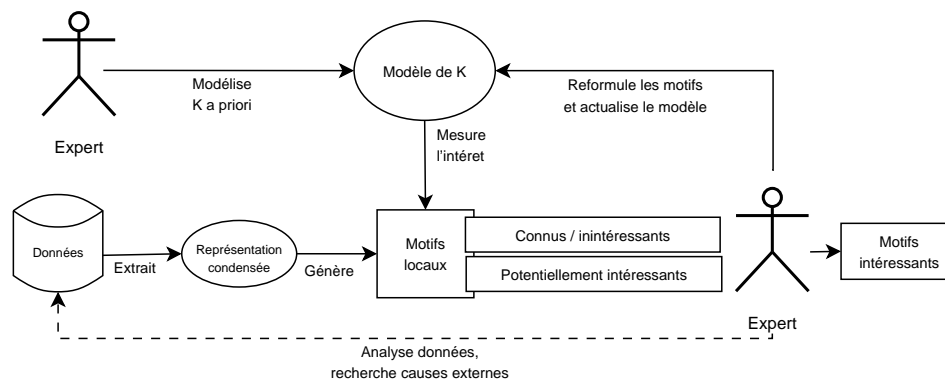 Modèle de K
Modélise
K a priori
Reformule les motifs
et actualise le modèle
Expert
Mesure
l'intéret
Données
Extrait
Représentation
condensée
Génère
Motifs
locaux
Connus / inintéressants
Potentiellement intéressants
Motifs
intéressants
Expert
Analyse données,
recherche causes externes